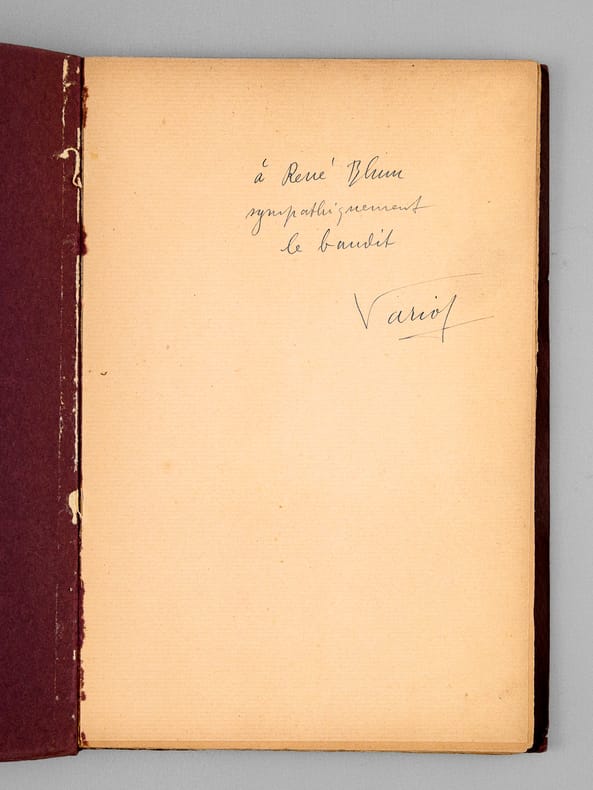 à René Blum
sympathiquement
le bandit
Variot